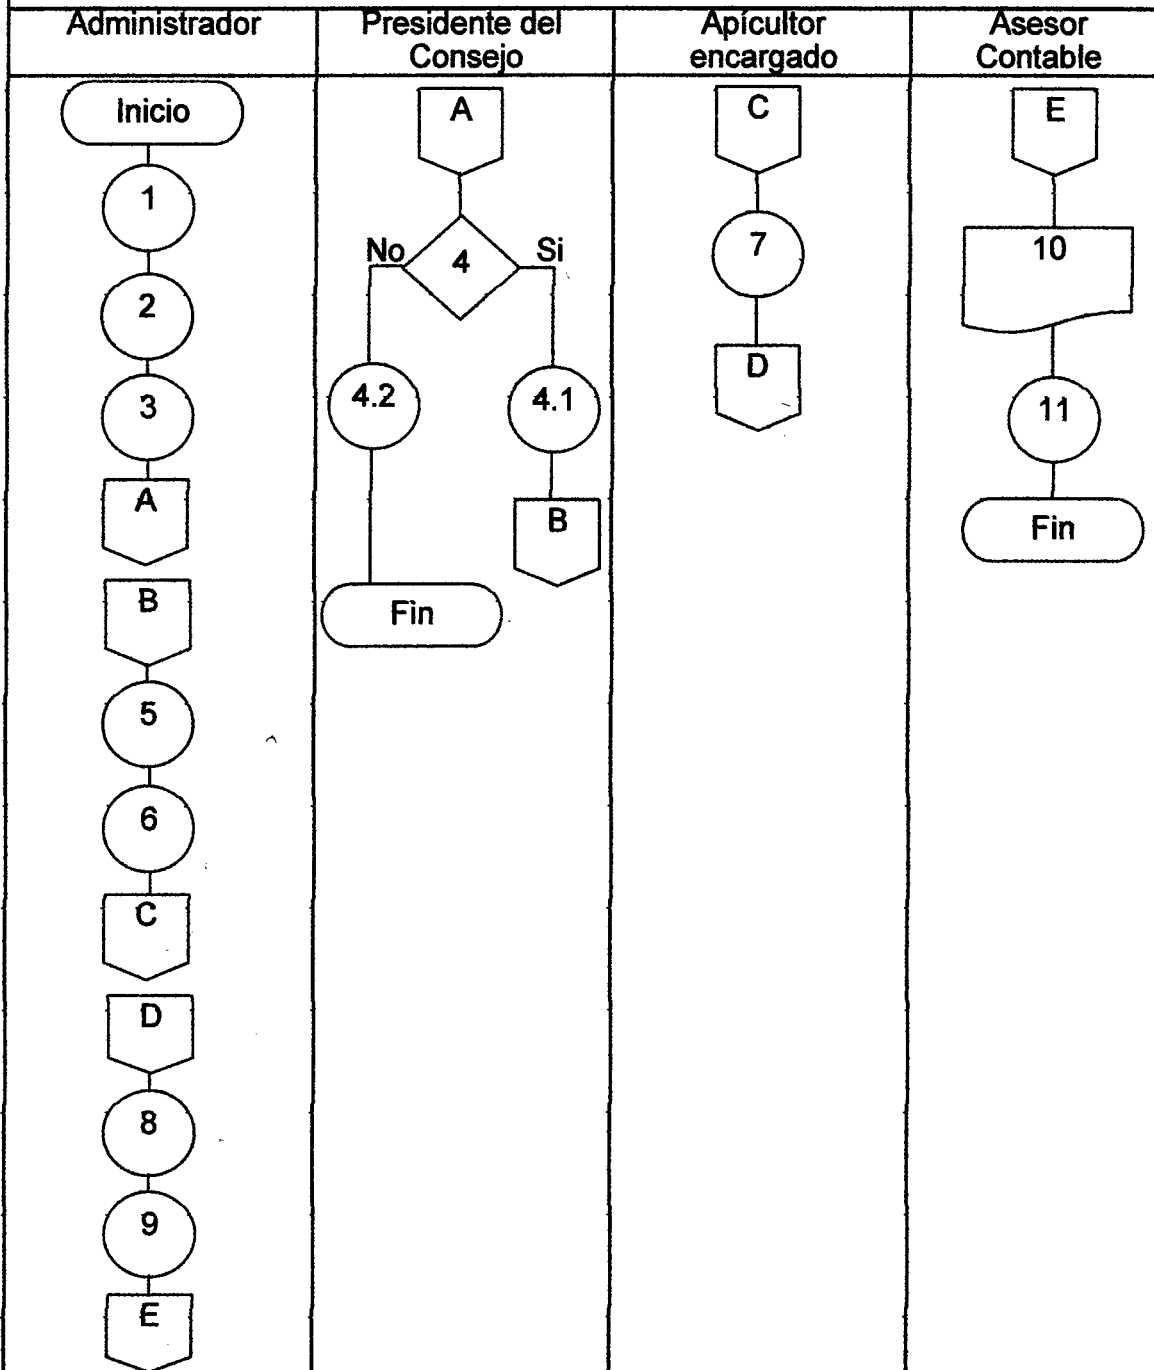 Administrador
Presidente del
Consejo
Apícultor
encargado
Asesor
Contable
Inicio
1
2
3
A
B
5
6
C
D
8
9
E
A
No
4
Si
4.2
4.1
B
Fin
C
7
D
E
10
11
Fin